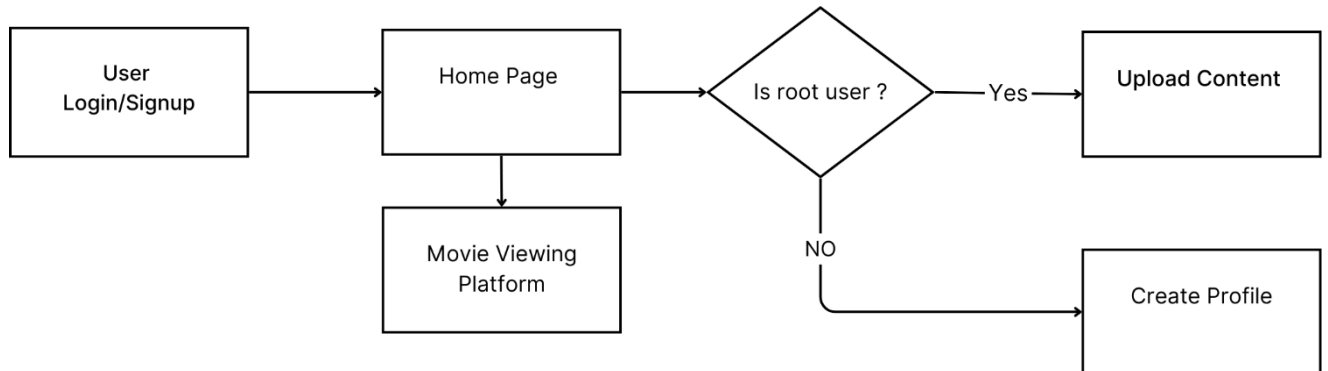 User
Login/Signup
Home Page
Is root user ?
Yes
Upload Content
Movie Viewing
Platform
NO
Create Profile